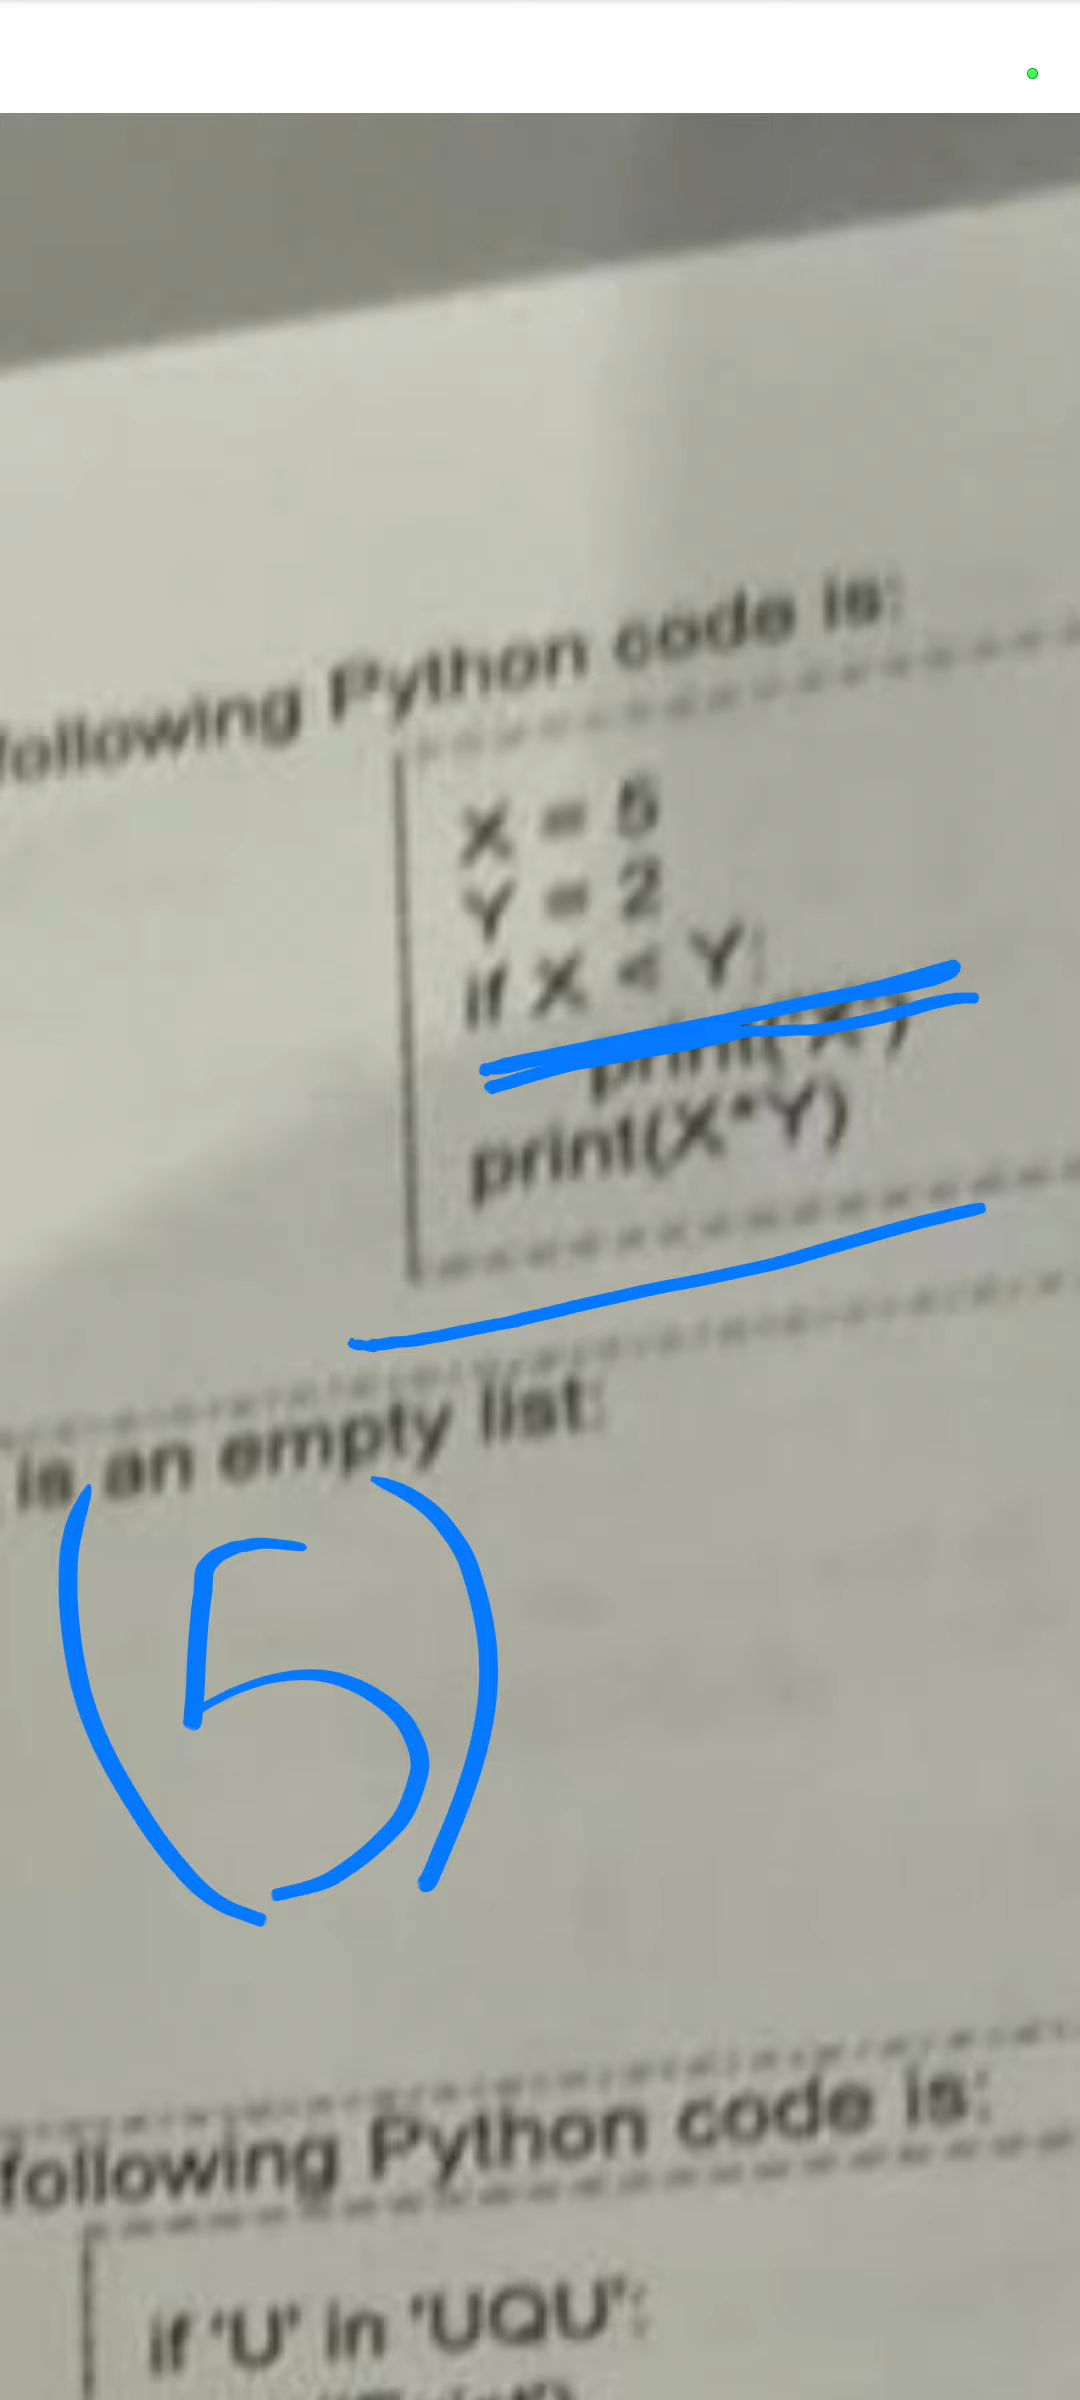 following Python code is:
X = 5
Y = 2
if X < Y:
print('X')
print(X*Y)
is an empty list:
(5)
following Python code is:
if 'U' in 'UQU':